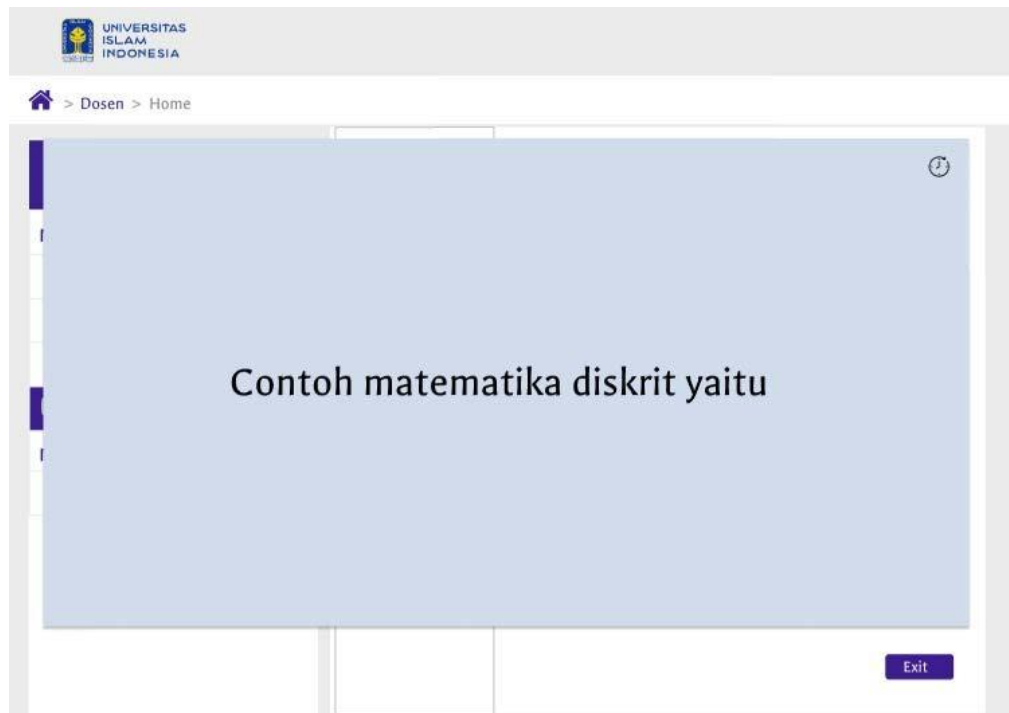 UNIVERSITAS
ISLAM
INDONESIA
> Dosen > Home
Contoh matematika diskrit yaitu
Exit